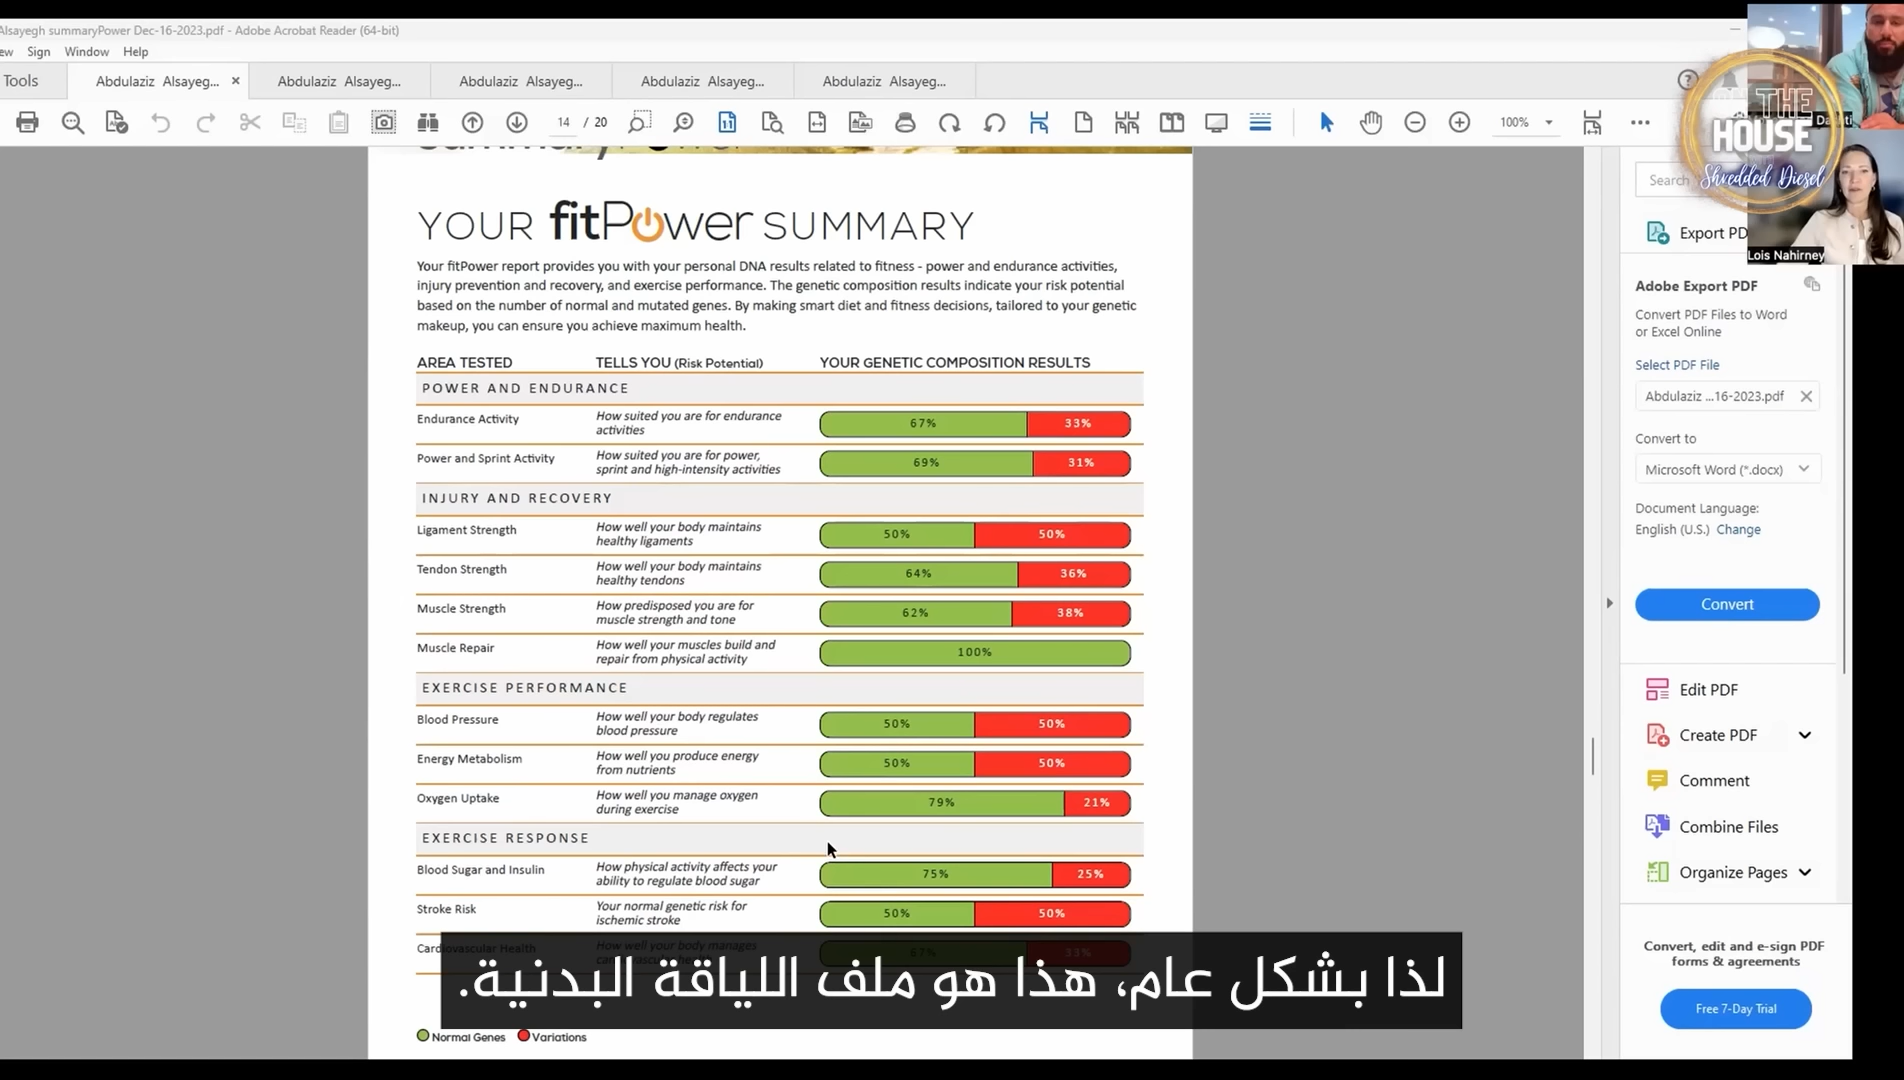 Alsayegh summaryPower Dec-16-2023.pdf - Adobe Acrobat Reader (64-bit)
ew Sign Window Help
Tools
Abdulaziz Alsayeg... ×
Abdulaziz Alsayeg...
Abdulaziz Alsayeg...
Abdulaziz Alsayeg...
Abdulaziz Alsayeg...
14 / 20
100%
THE
HOUSE
Shredded Diesel
Lois Nahirney
YOUR fitPower SUMMARY
Your fitPower report provides you with your personal DNA results related to fitness - power and endurance activities,
injury prevention and recovery, and exercise performance. The genetic composition results indicate your risk potential
based on the number of normal and mutated genes. By making smart diet and fitness decisions, tailored to your genetic
makeup, you can ensure you achieve maximum health.
AREA TESTED TELLS YOU (Risk Potential) YOUR GENETIC COMPOSITION RESULTS
POWER AND ENDURANCE
Endurance Activity
How suited you are for endurance
activities
67% 33%
Power and Sprint Activity
How suited you are for power,
sprint and high-intensity activities
69% 31%
INJURY AND RECOVERY
Ligament Strength
How well your body maintains
healthy ligaments
50% 50%
Tendon Strength
How well your body maintains
healthy tendons
64% 36%
Muscle Strength
How predisposed you are for
muscle strength and tone
62% 38%
Muscle Repair
How well your muscles build and
repair from physical activity
100%
EXERCISE PERFORMANCE
Blood Pressure
How well your body regulates
blood pressure
50% 50%
Energy Metabolism
How well you produce energy
from nutrients
50% 50%
Oxygen Uptake
How well you manage oxygen
during exercise
79% 21%
EXERCISE RESPONSE
Blood Sugar and Insulin
How physical activity affects your
ability to regulate blood sugar
75% 25%
Stroke Risk
Your normal genetic risk for
ischemic stroke
50% 50%
Cardiovascular Health
How well your body manages
67% 33%
لذا بشكل عام، هذا هو ملف اللياقة البدنية.
Normal Genes Variations
Search
Export PD
Adobe Export PDF
Convert PDF Files to Word
or Excel Online
Select PDF File
Abdulaziz ...16-2023.pdf
Convert to
Microsoft Word (*.docx)
Document Language:
English (U.S.) Change
Convert
Edit PDF
Create PDF
Comment
Combine Files
Organize Pages
Convert, edit and e-sign PDF
forms & agreements
Free 7-Day Trial